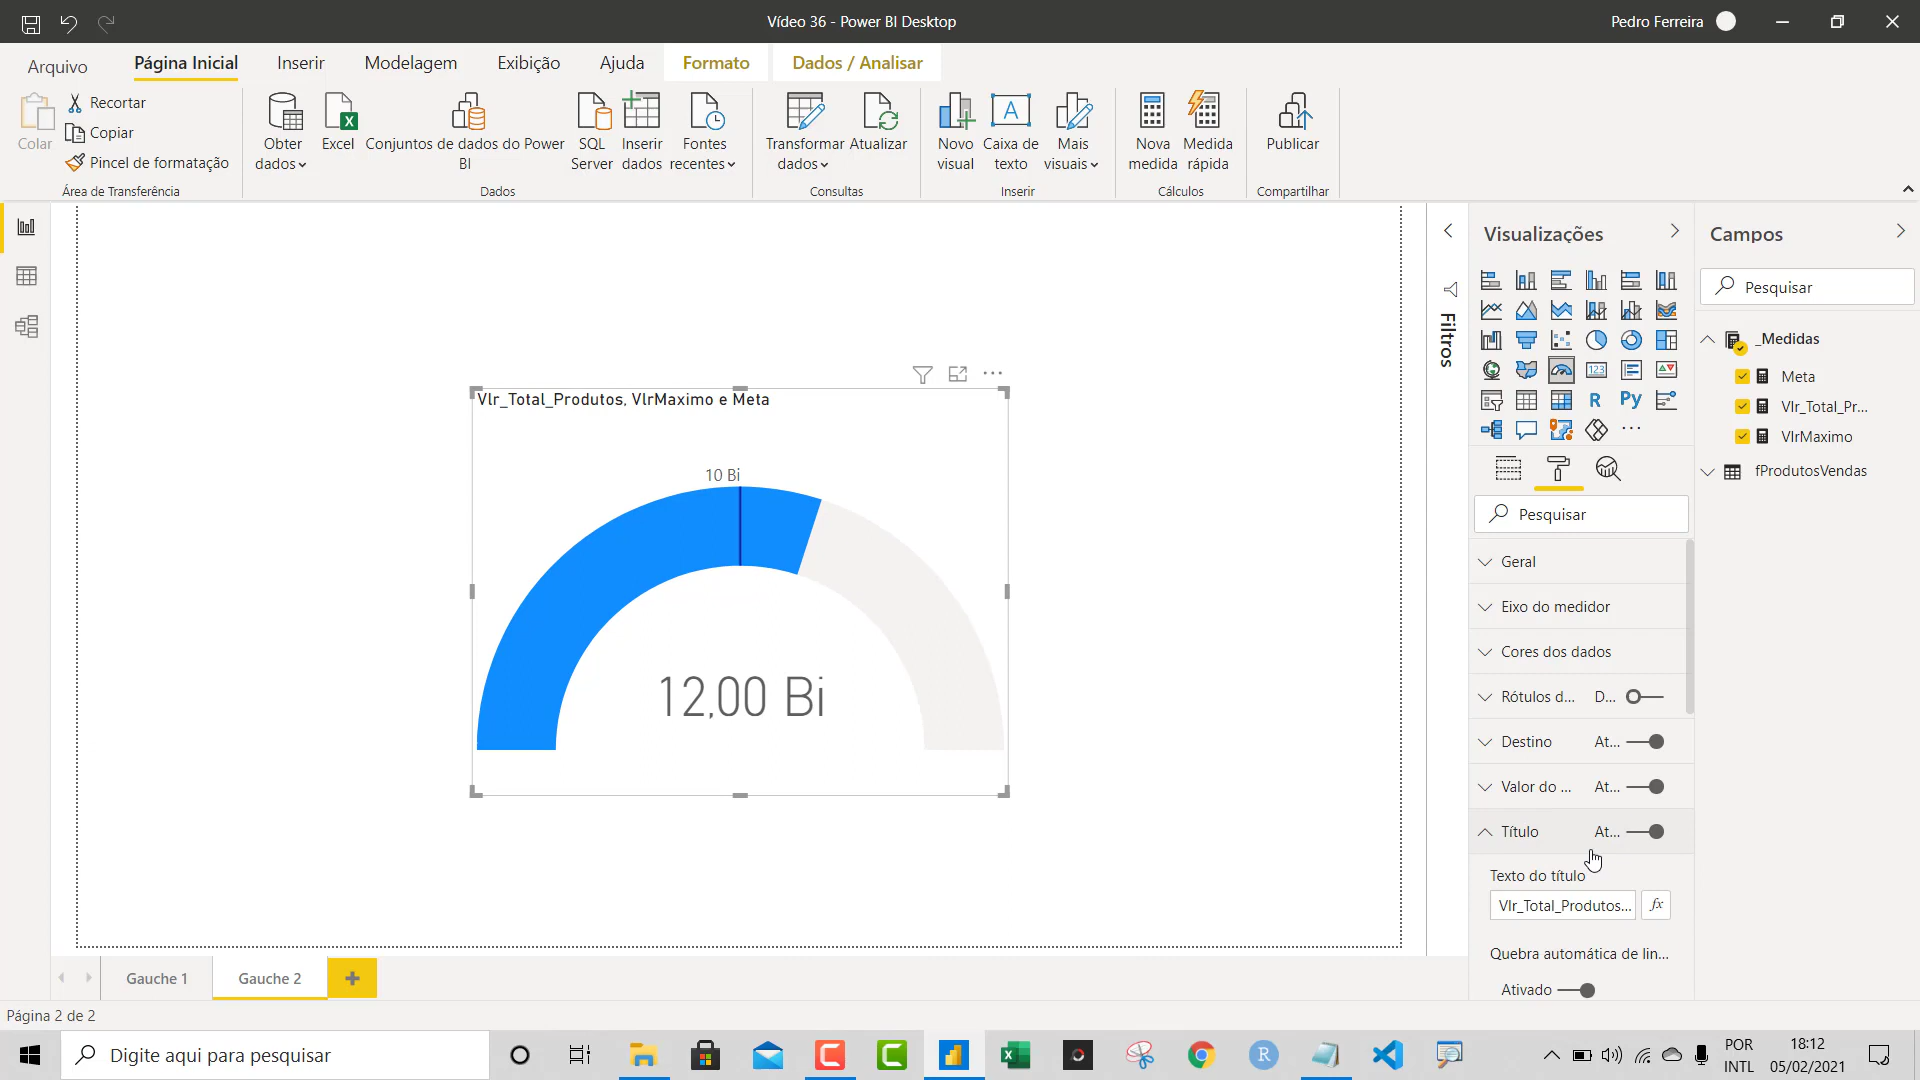 Vídeo 36 - Power BI Desktop
Pedro Ferreira
Arquivo
Página Inicial
Inserir
Modelagem
Exibição
Ajuda
Formato
Dados / Analisar
Colar
Recortar
Copiar
Pincel de formatação
Área de Transferência
Obter
dados
Excel
Conjuntos de dados do Power
BI
SQL
Server
Inserir
dados
Fontes
recentes
Dados
Transformar
dados
Atualizar
Consultas
Novo
visual
Caixa de
texto
Mais
visuais
Inserir
Nova
medida
Medida
rápida
Cálculos
Publicar
Compartilhar
Vlr_Total_Produtos, VlrMaximo e Meta
10 Bi
12,00 Bi
Filtros
Visualizações
R
Py
123
Pesquisar
Geral
Eixo do medidor
Cores dos dados
Rótulos d... D...
Destino At...
Valor do ... At...
Título At...
Texto do título
Vlr_Total_Produtos...
fx
Quebra automática de lin...
Ativado
Campos
Pesquisar
_Medidas
Meta
Vlr_Total_Pr...
VlrMaximo
fProdutosVendas
Gauche 1
Gauche 2
Página 2 de 2
Digite aqui para pesquisar
POR
INTL
18:12
05/02/2021